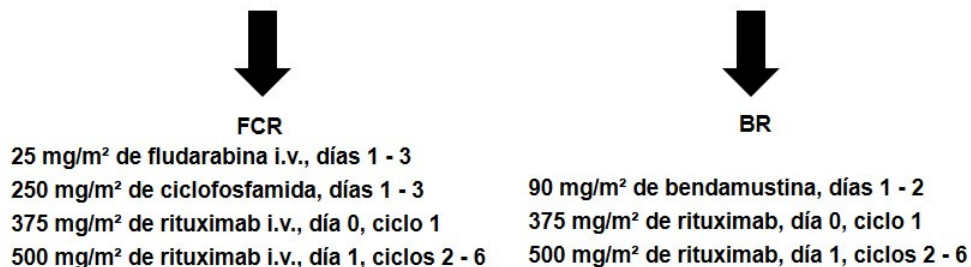 FCR
25 mg/m² de fludarabina i.v., días 1 - 3
250 mg/m² de ciclofosfamida, días 1 - 3
375 mg/m² de rituximab i.v., día 0, ciclo 1
500 mg/m² de rituximab i.v., día 1, ciclos 2 - 6
BR
90 mg/m² de bendamustina, días 1 - 2
375 mg/m² de rituximab, día 0, ciclo 1
500 mg/m² de rituximab, día 1, ciclos 2 - 6